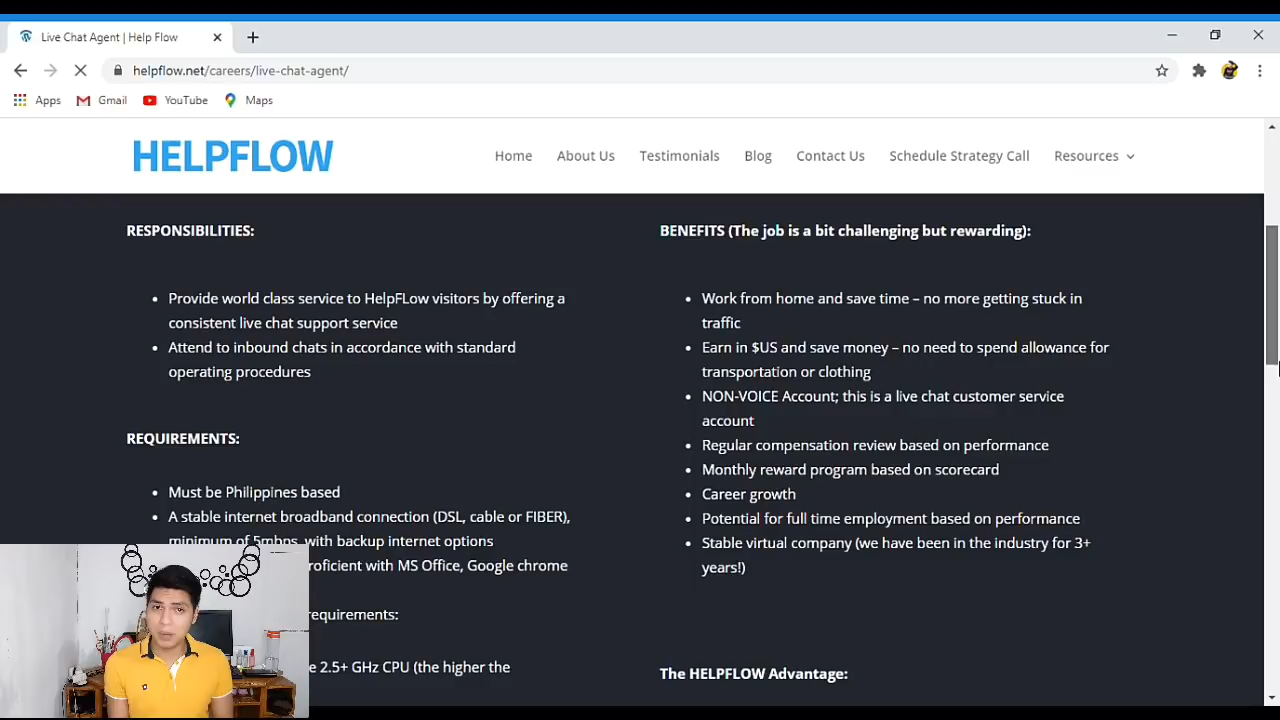 Live Chat Agent | Help Flow
helpflow.net/careers/live-chat-agent/
Apps Gmail YouTube Maps
HELPFLOW Home About Us Testimonials Blog Contact Us Schedule Strategy Call Resources
RESPONSIBILITIES:
• Provide world class service to HelpFLow visitors by offering a
consistent live chat support service
• Attend to inbound chats in accordance with standard
operating procedures
REQUIREMENTS:
• Must be Philippines based
• A stable internet broadband connection (DSL, cable or FIBER),
minimum of 5mbps, with backup internet options
roficient with MS Office, Google chrome
requirements:
e 2.5+ GHz CPU (the higher the
BENEFITS (The job is a bit challenging but rewarding):
• Work from home and save time – no more getting stuck in
traffic
• Earn in $US and save money – no need to spend allowance for
transportation or clothing
• NON-VOICE Account; this is a live chat customer service
account
• Regular compensation review based on performance
• Monthly reward program based on scorecard
• Career growth
• Potential for full time employment based on performance
• Stable virtual company (we have been in the industry for 3+
years!)
The HELPFLOW Advantage: